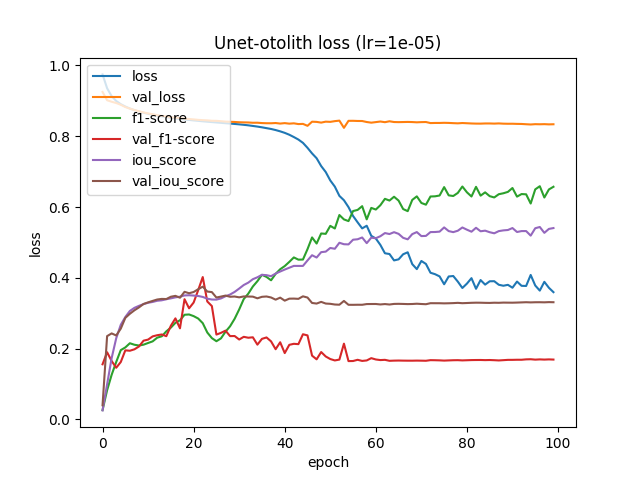 Unet-otolith loss (lr=1e-05)
1.0
0.8
0.6
0.4
0.2
0.0
loss
loss
val_loss
f1-score
val_f1-score
iou_score
val_iou_score
0 20 40 60 80 100
epoch